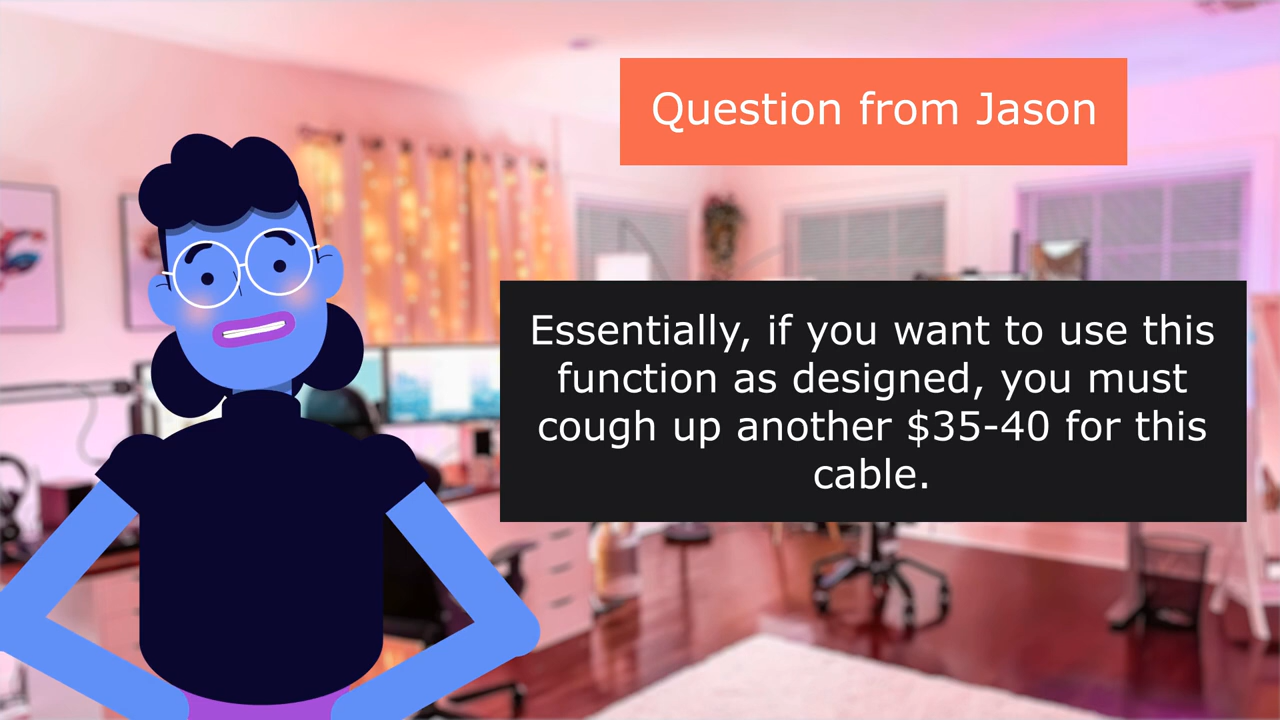 Question from Jason
Essentially, if you want to use this
function as designed, you must
cough up another $35-40 for this
cable.